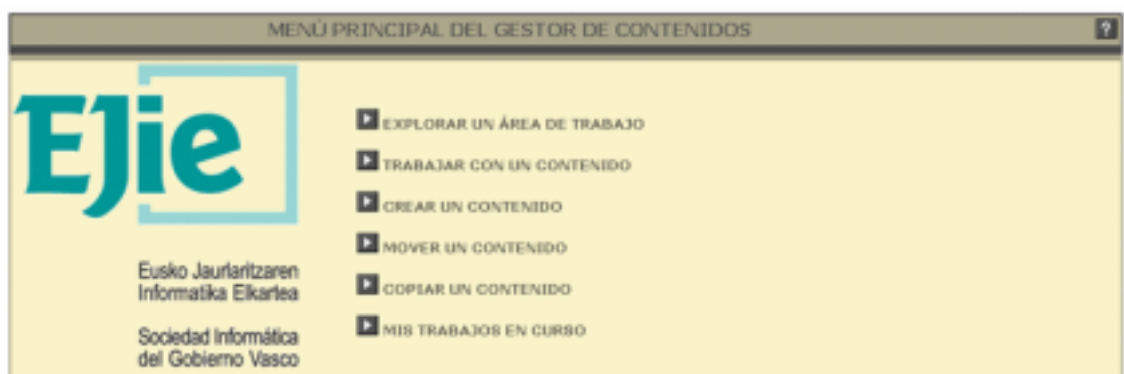 MENÚ PRINCIPAL DEL GESTOR DE CONTENIDOS ?
EJie
Eusko Jaurlaritzaren
Informatika Elkartea
Sociedad Informática
del Gobierno Vasco
EXPLORAR UN ÁREA DE TRABAJO
TRABAJAR CON UN CONTENIDO
CREAR UN CONTENIDO
MOVER UN CONTENIDO
COPIAR UN CONTENIDO
MIS TRABAJOS EN CURSO